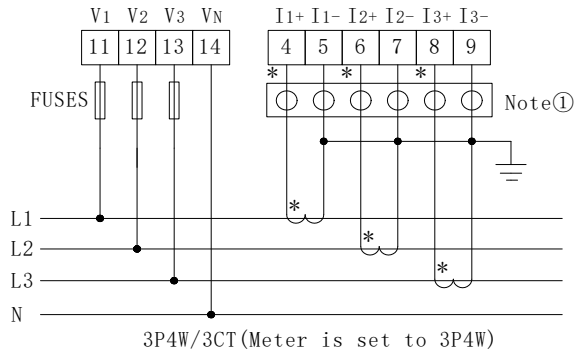 V1 V2 V3 VN I1+ I1- I2+ I2- I3+ I3-
11 12 13 14 4 5 6 7 8 9
* * *
FUSES Note①
*
L1
*
L2
*
L3
N
3P4W/3CT(Meter is set to 3P4W)